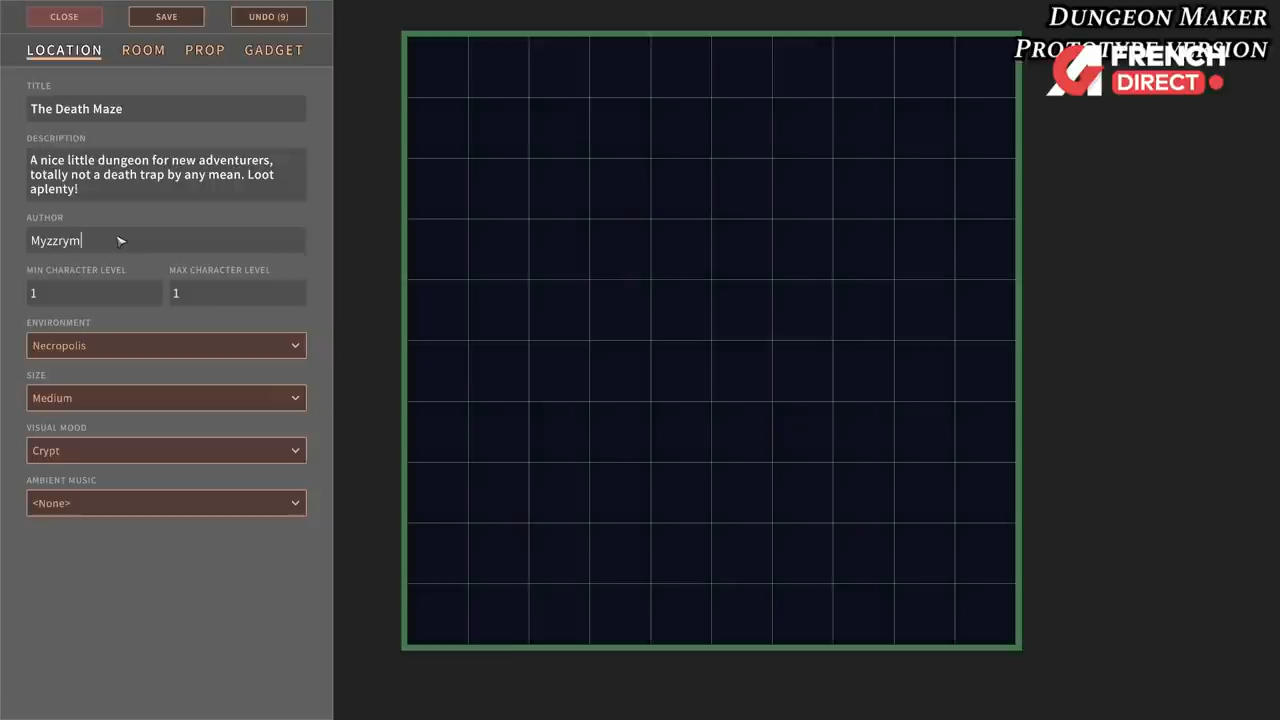 CLOSE
SAVE
UNDO (9)
LOCATION
ROOM
PROP
GADGET
TITLE
The Death Maze
DESCRIPTION
A nice little dungeon for new adventurers,
totally not a death trap by any mean. Loot
aplenty!
AUTHOR
Myzzrym
MIN CHARACTER LEVEL
MAX CHARACTER LEVEL
1
1
ENVIRONMENT
Necropolis
SIZE
Medium
VISUAL MOOD
Crypt
AMBIENT MUSIC
<None>
DUNGEON MAKER
PROTOTYPE VERSION
FRENCH
DIRECT